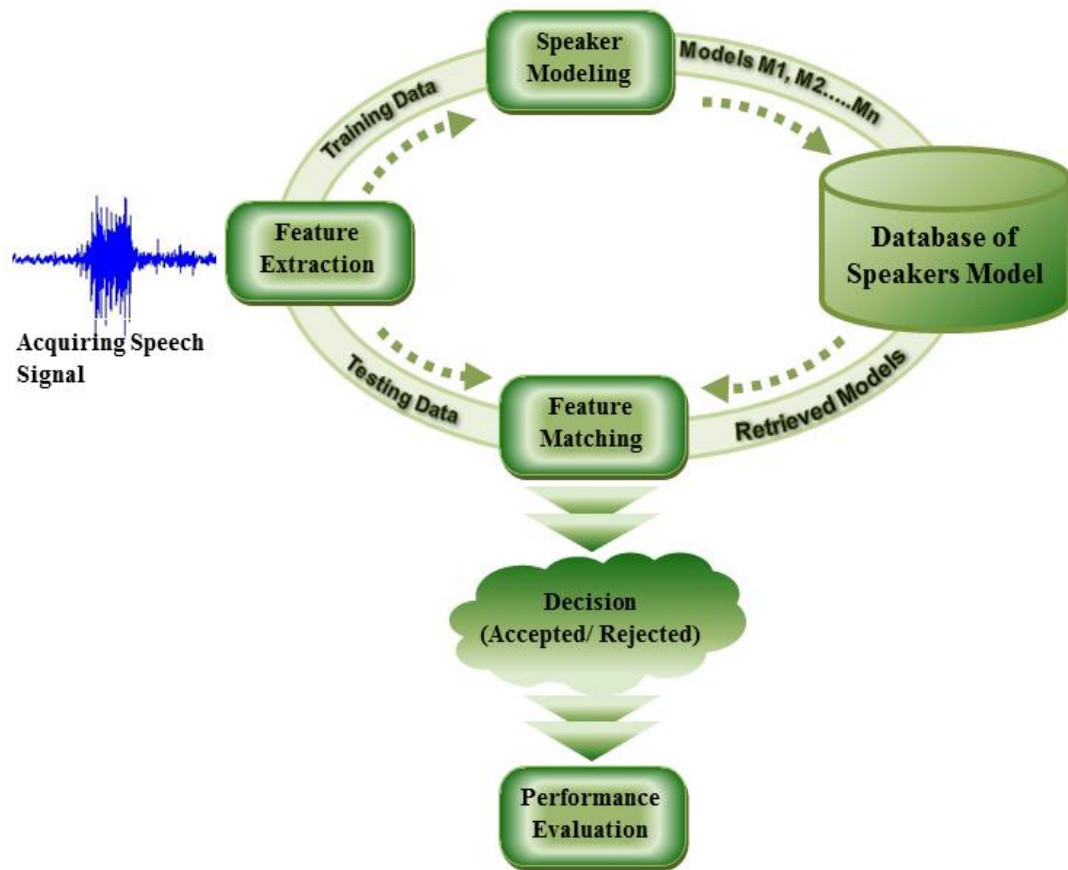 Speaker
Modeling
Models M1, M2.....Mn
Training Data
Feature
Extraction
Database of
Speakers Model
Acquiring Speech
Signal
Testing Data
Feature
Matching
Retrieved Models
Decision
(Accepted/ Rejected)
Performance
Evaluation